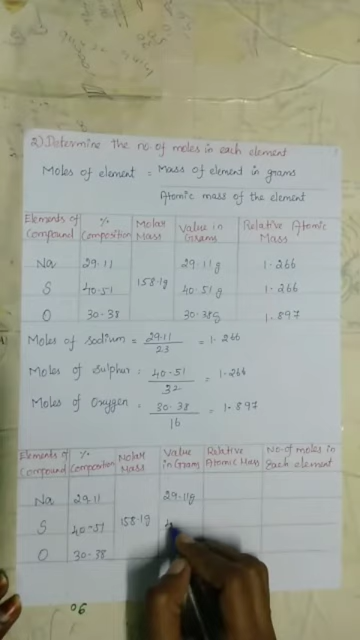 2) Determine the no. of moles in each element
Moles of element = Mass of element in grams
Atomic mass of the element
Elements of Compound % Composition Molar Mass Value in Grams Relative Atomic Mass
Na 29.11 158.1g 29.11g 1.266
S 40.51 40.51g 1.266
O 30.38 30.38g 1.897
Moles of Sodium = 29.11 / 23 = 1.266
Moles of Sulphur : 40.51 / 32 = 1.266
Moles of Oxygen : 30.38 / 16 = 1.897
Elements of Compound % Composition Molar Mass Value in Gram Relative Atomic Mass No. of moles in Each element
Na 29.11 158.1g 29.11g
S 40.51
O 30.38